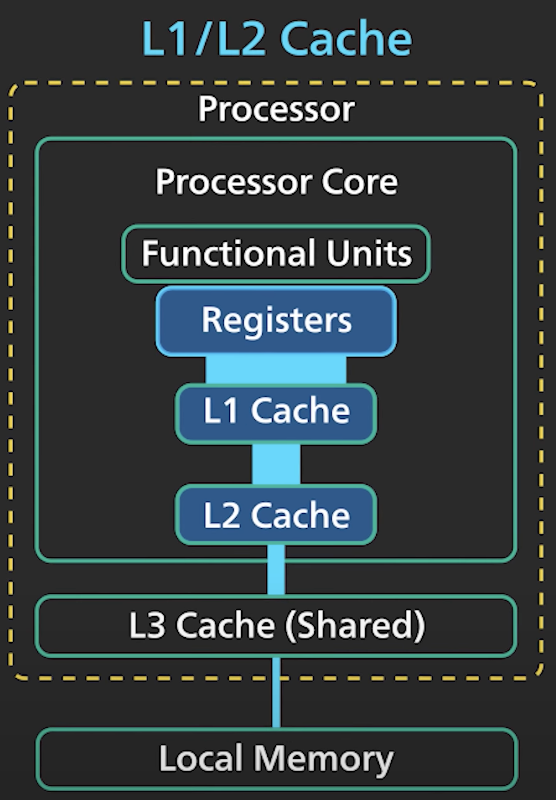 L1/L2 Cache
Processor
Processor Core
Functional Units
Registers
L1 Cache
L2 Cache
L3 Cache (Shared)
Local Memory